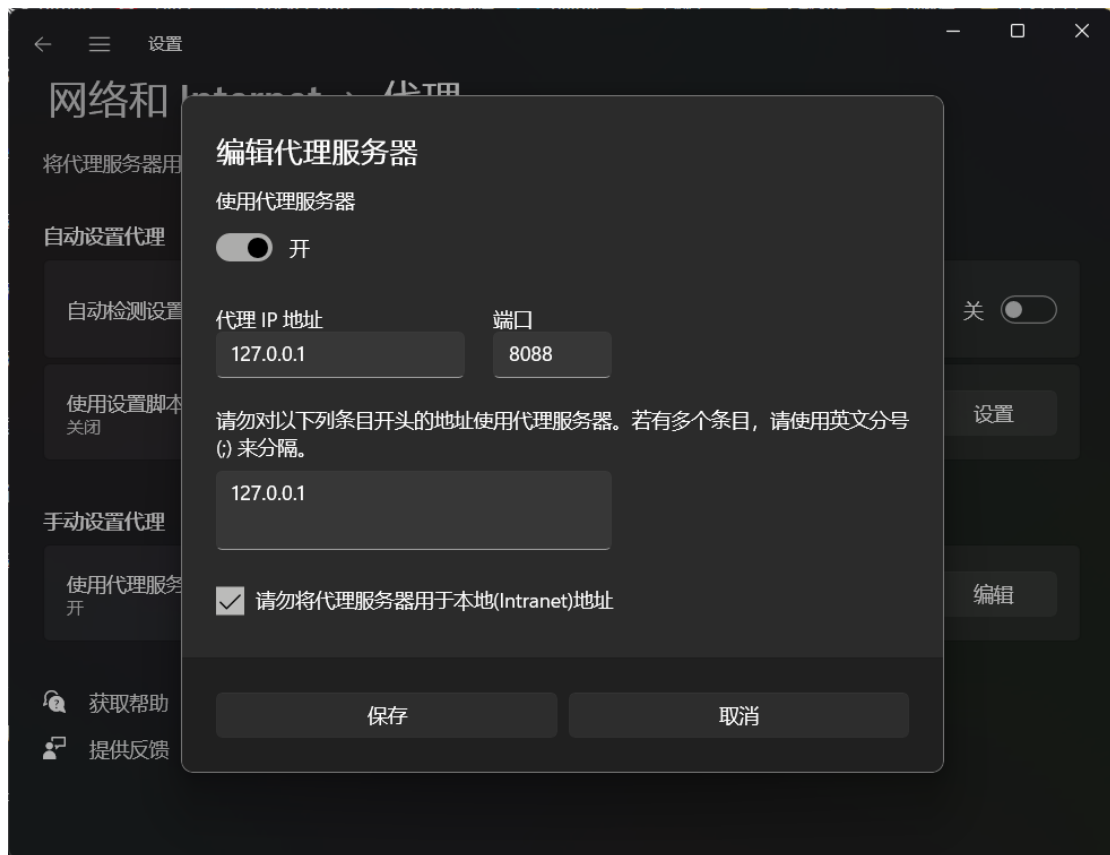 设置
网络和 Internet › 代理
将代理服务器用
自动设置代理
自动检测设置
关
使用设置脚本
关闭
设置
手动设置代理
使用代理服务
开
编辑
获取帮助
提供反馈
编辑代理服务器
使用代理服务器
开
代理 IP 地址 端口
127.0.0.1 8088
请勿对以下列条目开头的地址使用代理服务器。若有多个条目，请使用英文分号
(;) 来分隔。
127.0.0.1
请勿将代理服务器用于本地(Intranet)地址
保存 取消